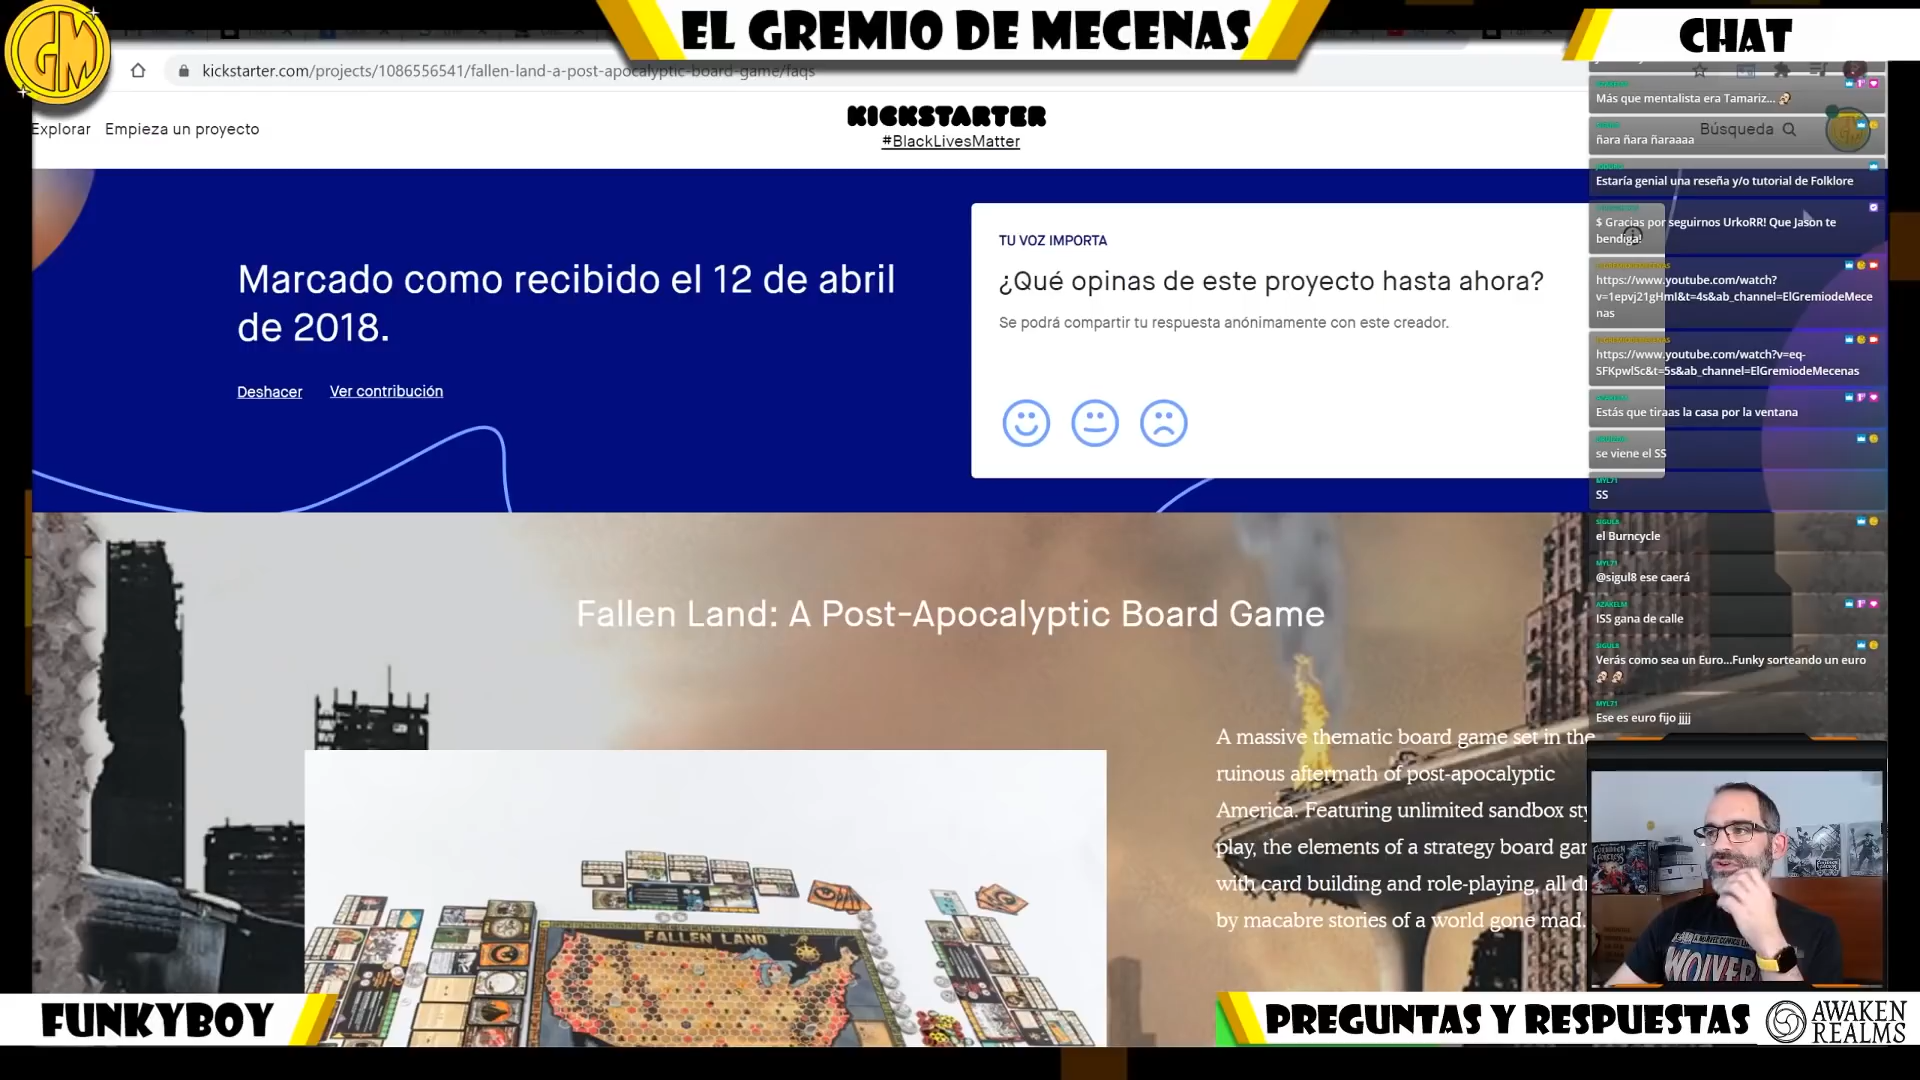 EL GREMIO DE MECENAS
CHAT
GM
kickstarter.com/projects/1086556541/fallen-land-a-post-apocalyptic-board-game/faqs
Explorar Empieza un proyecto
KICKSTARTER
#BlackLivesMatter
Búsqueda
Marcado como recibido el 12 de abril
de 2018.
Deshacer Ver contribución
TU VOZ IMPORTA
¿Qué opinas de este proyecto hasta ahora?
Se podrá compartir tu respuesta anónimamente con este creador.
Fallen Land: A Post-Apocalyptic Board Game
A massive thematic board game set in the
ruinous aftermath of post-apocalyptic
America. Featuring unlimited sandbox sty
play, the elements of a strategy board gar
with card building and role-playing, all dr
by macabre stories of a world gone mad.
FALLEN LAND
Más que mentalista era Tamariz...
ñara ñara ñaraaaa
Estaría genial una reseña y/o tutorial de Folklore
$ Gracias por seguirnos UrkoRR! Que Jason te
bendiga!
https://www.youtube.com/watch?
v=1epvj21gHmI&t=4s&ab_channel=ElGremiodeMece
nas
https://www.youtube.com/watch?v=eq-
SFKpwlSc&t=5s&ab_channel=ElGremiodeMecenas
Estás que tiraas la casa por la ventana
se viene el SS
MYL71
SS
SIGUL8
el Burncycle
MYL71
@sigul8 ese caerá
AZAKELM
ISS gana de calle
SIGUL8
Verás como sea un Euro...Funky sorteando un euro
MYL71
Ese es euro fijo jjjj
FUNKYBOY
PREGUNTAS Y RESPUESTAS
AWAKEN
REALMS